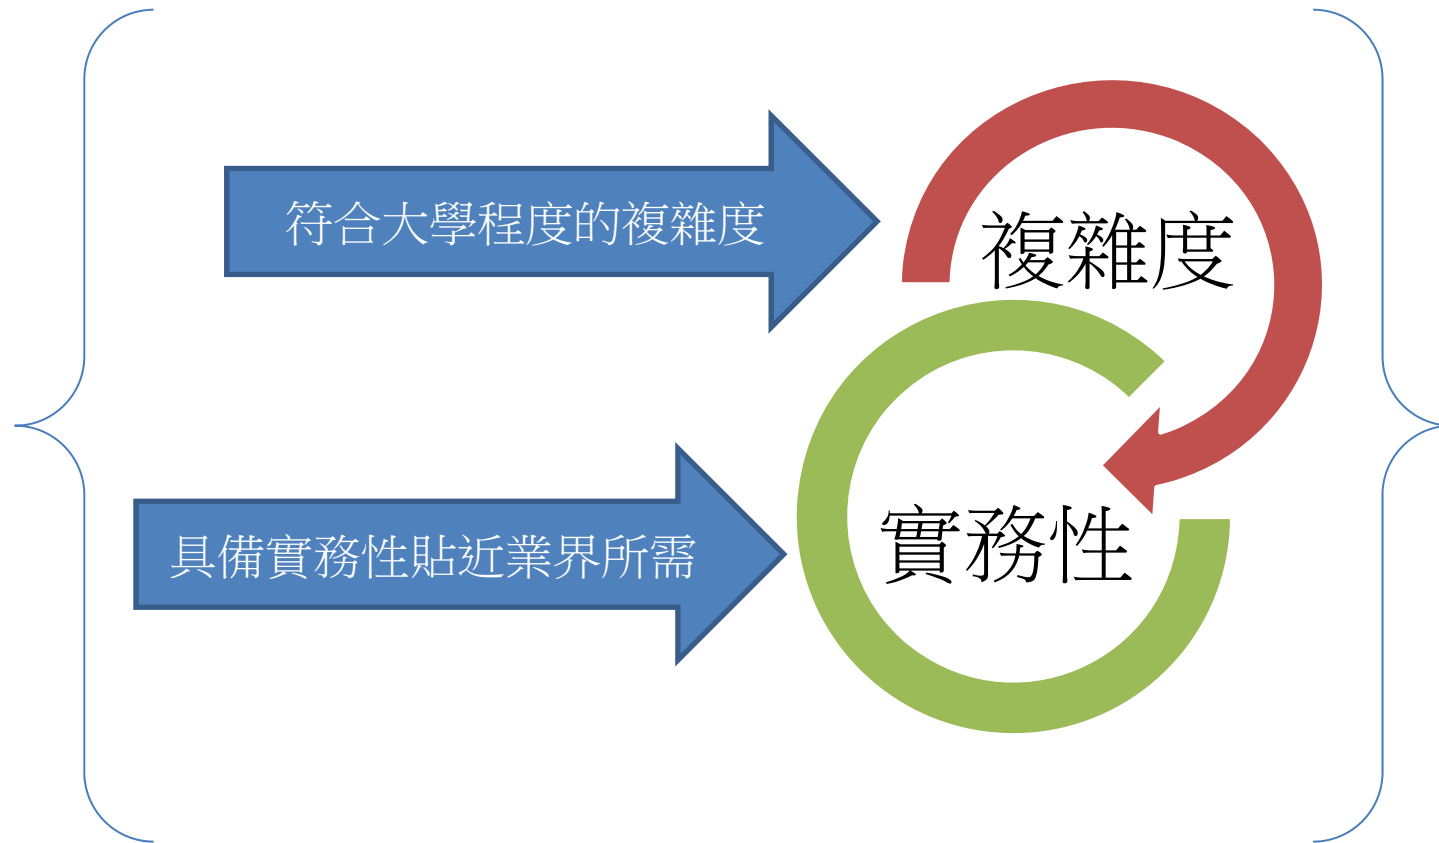 符合大學程度的複雜度
複雜度
具備實務性貼近業界所需
實務性